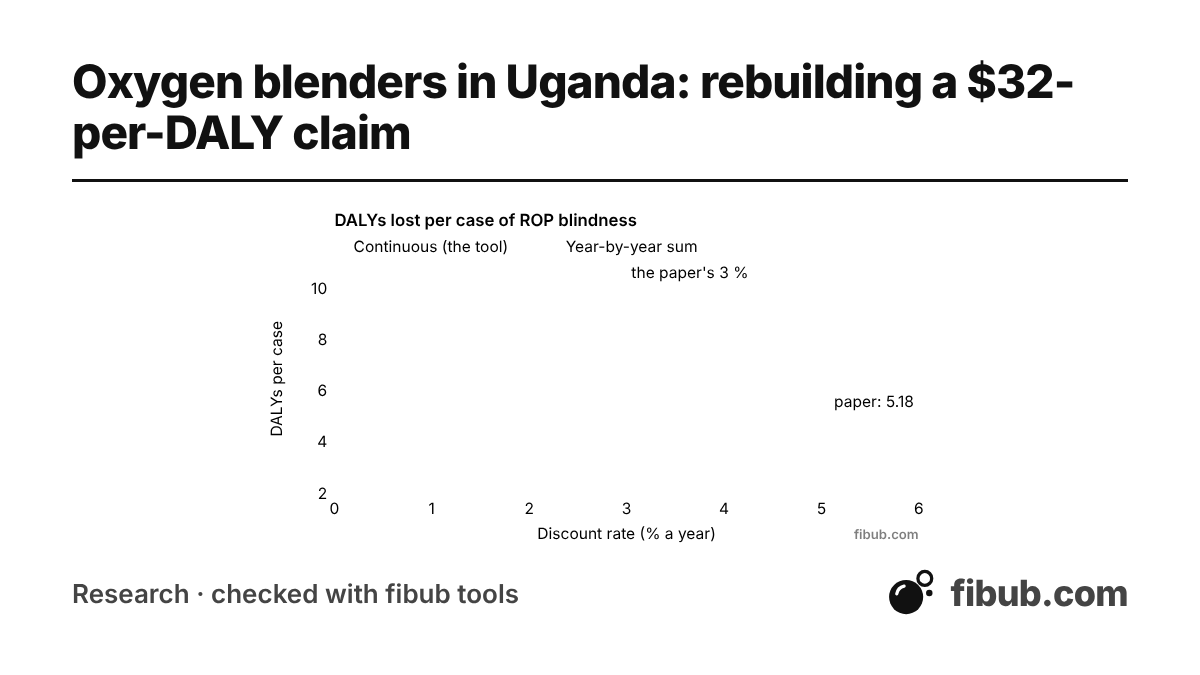 Oxygen blenders in Uganda: rebuilding a $32-
per-DALY claim
DALYs lost per case of ROP blindness
Continuous (the tool) Year-by-year sum
the paper's 3 %
10
8
6
4
2
DALYs per case
paper: 5.18
0 1 2 3 4 5 6
Discount rate (% a year)
fibub.com
Research · checked with fibub tools
fibub.com